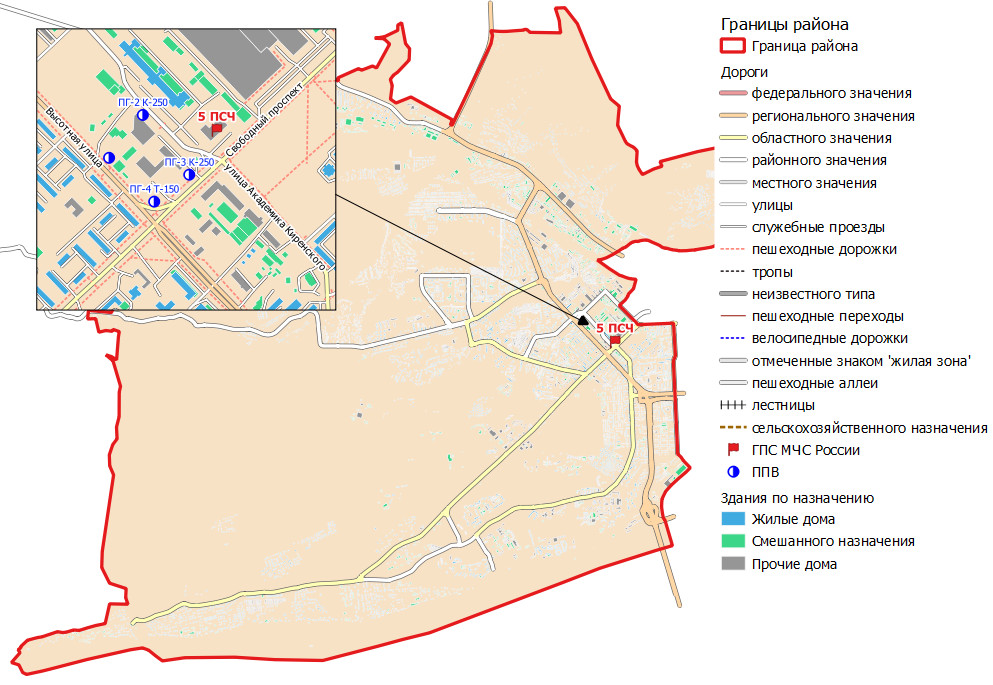 ПГ-2 К-250
5 ПСЧ
Свободный проспект
Высотная улица
ПГ-3 К-250
ПГ-4 Т-150
улица Академика Киренского
5 ПСЧ
Границы района
Граница района
Дороги
федерального значения
регионального значения
областного значения
районного значения
местного значения
улицы
служебные проезды
пешеходные дорожки
тропы
неизвестного типа
пешеходные переходы
велосипедные дорожки
отмеченные знаком 'жилая зона'
пешеходные аллеи
лестницы
сельскохозяйственного назначения
ГПС МЧС России
ППВ
Здания по назначению
Жилые дома
Смешанного назначения
Прочие дома